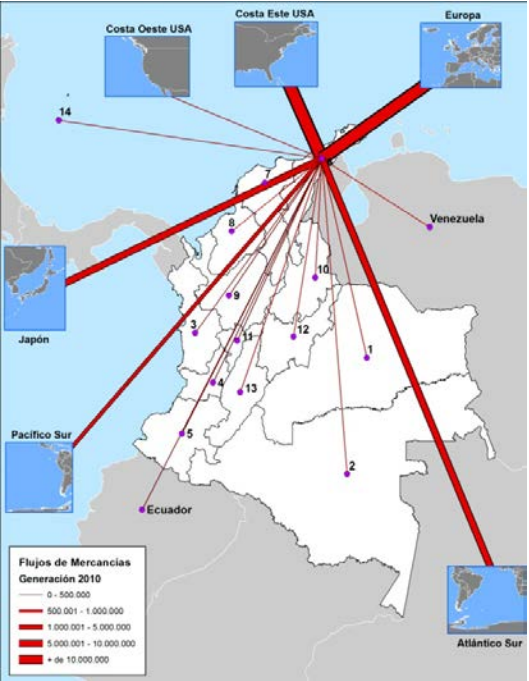 Costa Oeste USA
Costa Este USA
Europa
14
7
Venezuela
8
10
9
Japón
3
11
12
1
4
13
Pacífico Sur
5
2
Ecuador
Flujos de Mercancias
Generación 2010
0 - 500.000
500.001 - 1.000.000
1.000.001 - 5.000.000
5.000.001 - 10.000.000
+ de 10.000.000
Atlántico Sur